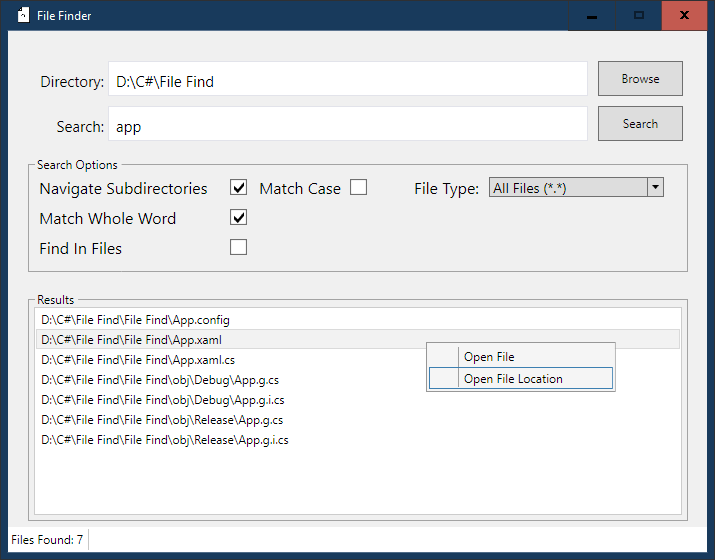 File Finder
Directory: D:\C#\File Find Browse
Search: app Search
Search Options
Navigate Subdirectories Match Case File Type: All Files (*.*)
Match Whole Word
Find In Files
Results
D:\C#\File Find\File Find\App.config
D:\C#\File Find\File Find\App.xaml
D:\C#\File Find\File Find\App.xaml.cs
D:\C#\File Find\File Find\obj\Debug\App.g.cs
D:\C#\File Find\File Find\obj\Debug\App.g.i.cs
D:\C#\File Find\File Find\obj\Release\App.g.cs
D:\C#\File Find\File Find\obj\Release\App.g.i.cs
Open File
Open File Location
Files Found: 7